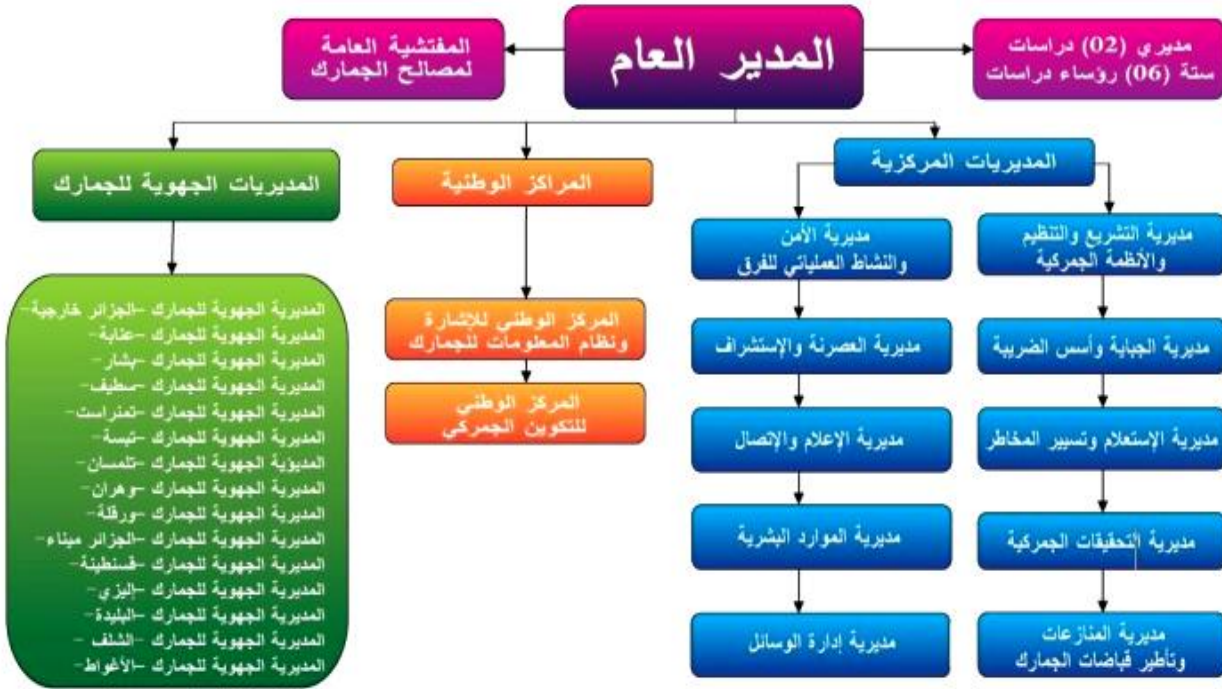 المدير العام
مديري (02) دراسات
ستة (06) رؤساء دراسات
المفتشية العامة
لمصالح الجمارك
المديريات المركزية
المراكز الوطنية
المديريات الجهوية للجمارك
مديرية التشريع والتنظيم
والأنظمة الجمركية
مديرية الجباية وأسس الضريبة
مديرية الإستعلام وتسيير المخاطر
مديرية التحقيقات الجمركية
مديرية المنازعات
وتأطير قباضات الجمارك
مديرية الأمن
والنشاط العملياتي للفرق
مديرية العصرنة والإستشراف
مديرية الإعلام والإتصال
مديرية الموارد البشرية
مديرية إدارة الوسائل
المركز الوطني للإشارة
ونظام المعلومات للجمارك
المركز الوطني
للتكوين الجمركي
المديرية الجهوية للجمارك –الجزائر خارجية-
المديرية الجهوية للجمارك –عنابة-
المديرية الجهوية للجمارك –بشار-
المديرية الجهوية للجمارك –سطيف-
المديرية الجهوية للجمارك –تمنراست-
المديرية الجهوية للجمارك –تبسة-
المديؤية الجهوية للجمارك –تلمسان-
المديرية الجهوية للجمارك –وهران-
المديرية الجهوية للجمارك –ورقلة-
المديرية الجهوية للجمارك –الجزائر ميناء-
المديرية الجهوية للجمارك –قسنطينة-
المديرية الجهوية للجمارك –إليزي-
المديرية الجهوية للجمارك –البليدة-
المديرية الجهوية للجمارك –الشلف -
المديرية الجهوية للجمارك –الأغواط-